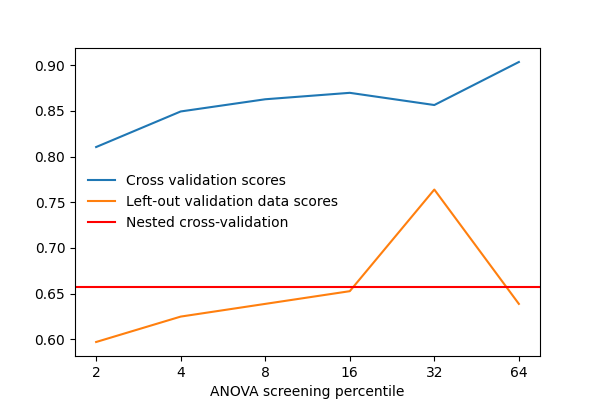 0.90
0.85
0.80
0.75
0.70
0.65
0.60
Cross validation scores
Left-out validation data scores
Nested cross-validation
2 4 8 16 32 64
ANOVA screening percentile